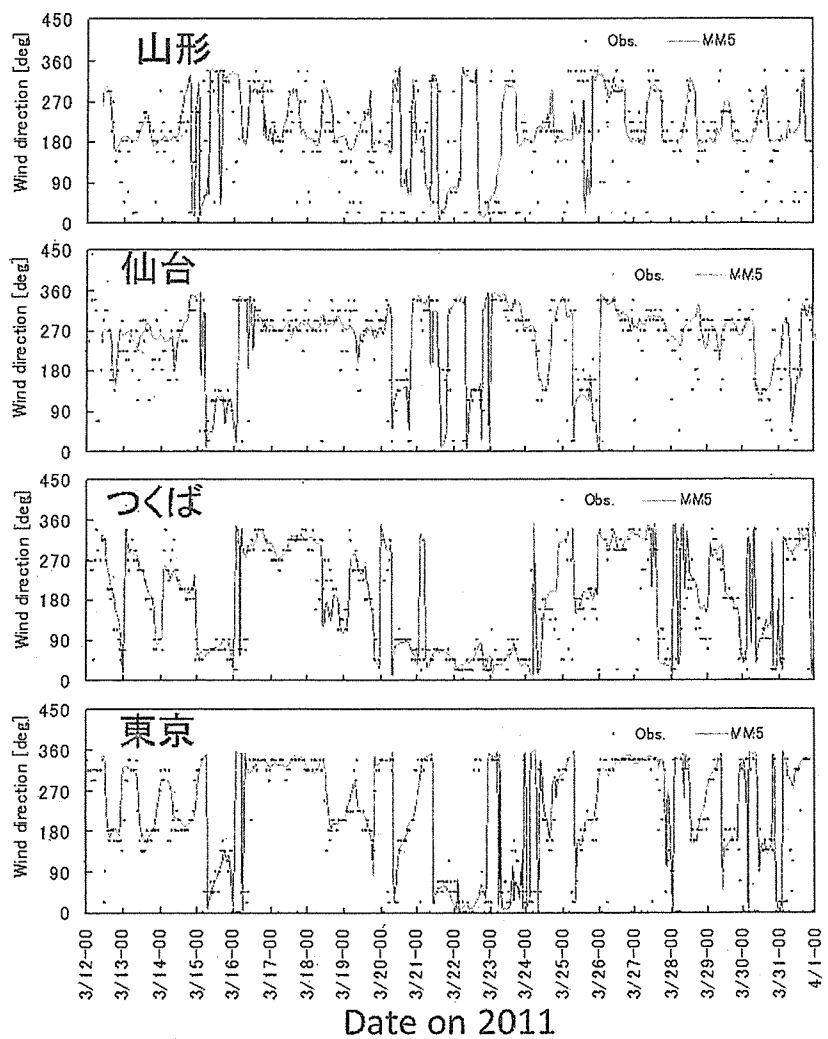 山形
Obs.
MM5
Wind direction [deg]
450
360
270
180
90
0
仙台
Obs.
MM5
Wind direction [deg]
450
360
270
180
90
0
つくば
Obs.
MM5
Wind direction [deg]
450
360
270
180
90
0
東京
Obs.
MM5
Wind direction [deg]
450
360
270
180
90
0
3/12-00
3/13-00
3/14-00
3/15-00
3/16-00
3/17-00
3/18-00
3/19-00
3/20-00
3/21-00
3/22-00
3/23-00
3/24-00
3/25-00
3/26-00
3/27-00
3/28-00
3/29-00
3/30-00
3/31-00
4/1-00
Date on 2011